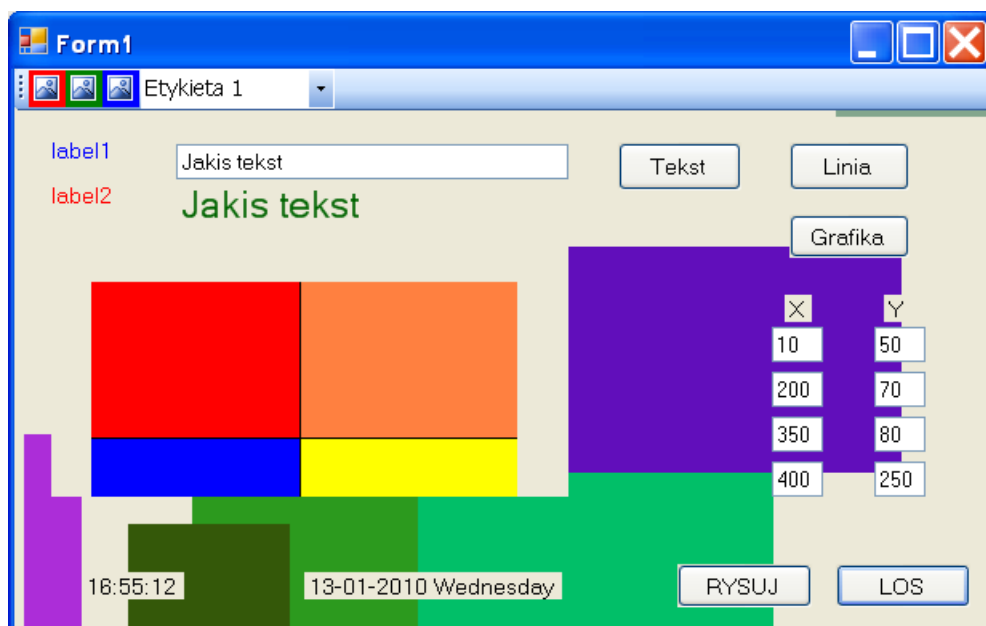 Form1
Etykieta 1
label1 Jakis tekst Tekst Linia
label2 Jakis tekst
Grafika
X Y
10 50
200 70
350 80
400 250
16:55:12 13-01-2010 Wednesday RYSUJ LOS